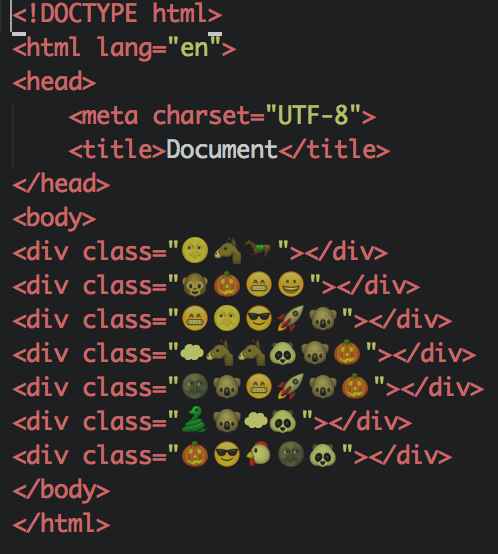 <!DOCTYPE html>
<html lang="en">
<head>
    <meta charset="UTF-8">
    <title>Document</title>
</head>
<body>
<div class="🌝🐴🐎"></div>
<div class="🐵🎃😁😀"></div>
<div class="😁🌝😎🚀🐨"></div>
<div class="💭🐴🐴🐼🐨🎃"></div>
<div class="🌚🐨😁🚀🐨🎃"></div>
<div class="🐍🐨💭🐼"></div>
<div class="🎃😎🐔🌚🐼"></div>
</body>
</html>